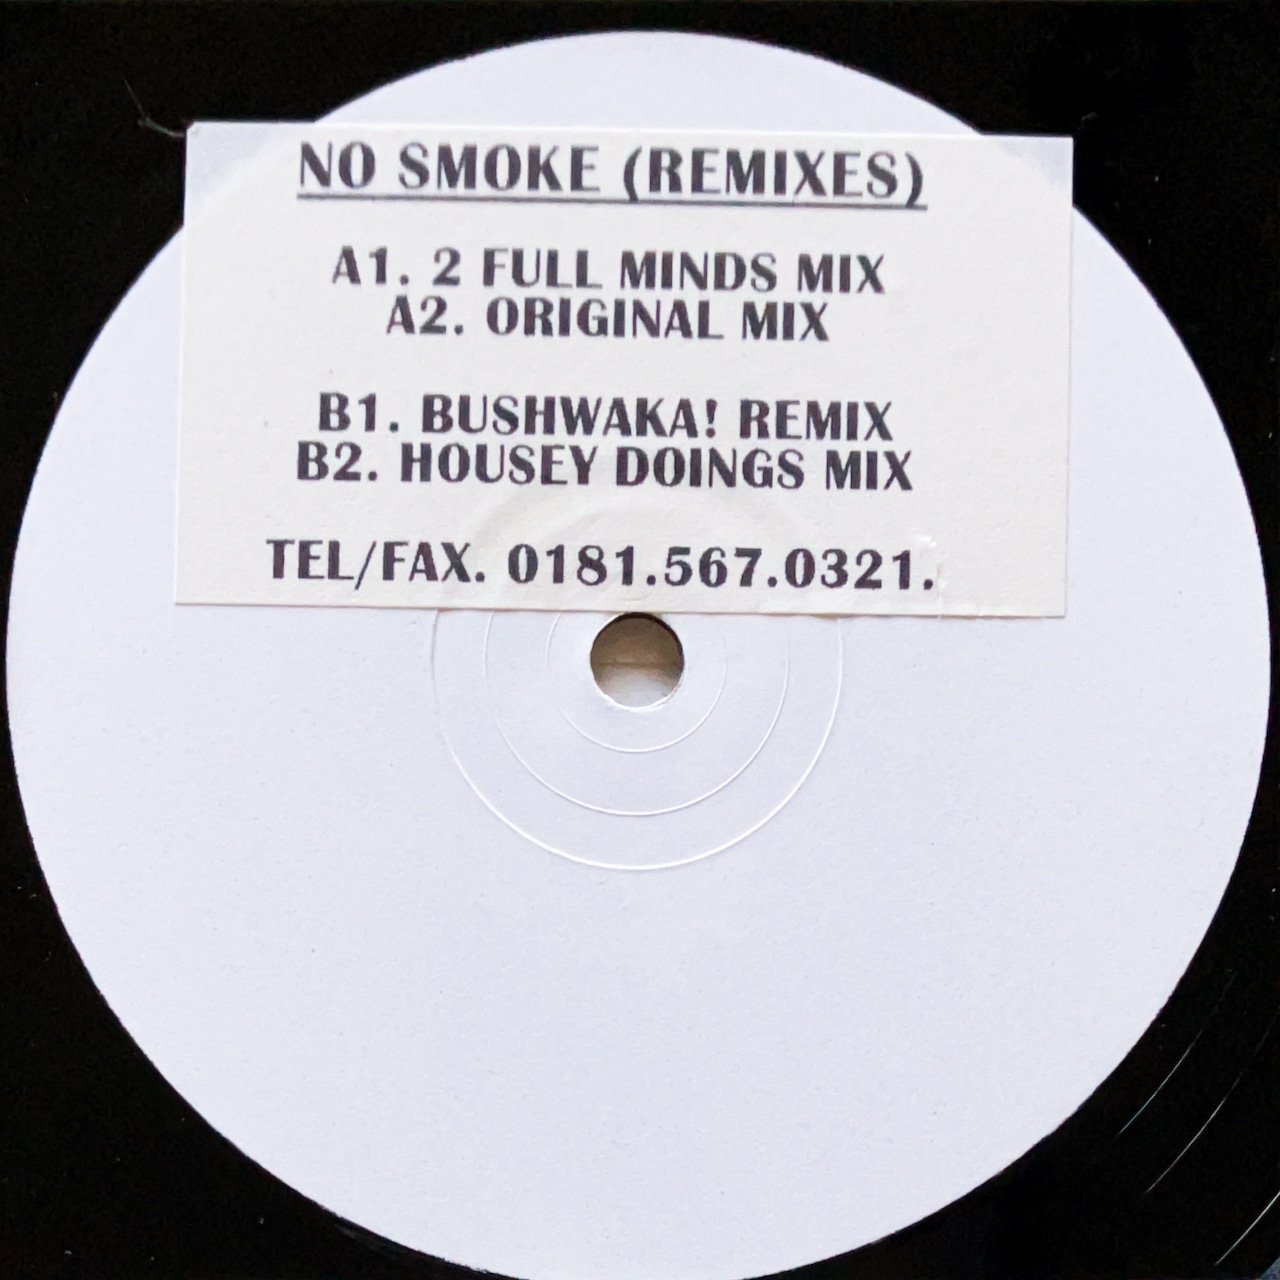 NO SMOKE (REMIXES)
A1. 2 FULL MINDS MIX
A2. ORIGINAL MIX
B1. BUSHWAKA! REMIX
B2. HOUSEY DOINGS MIX
TEL/FAX. 0181.567.0321.